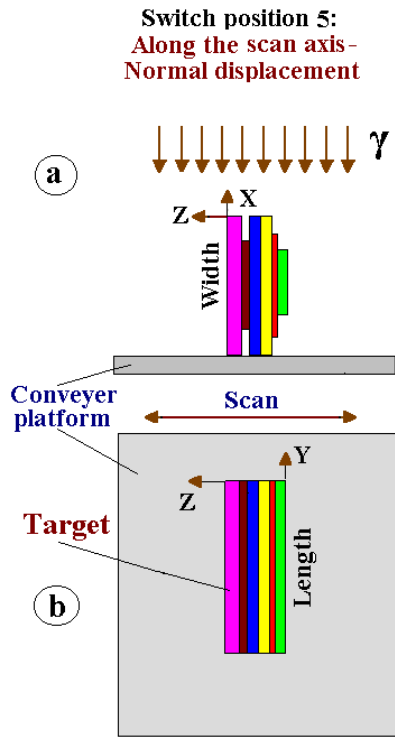 Switch position 5:
Along the scan axis-
Normal displacement
γ
a
X
Z
Width
Conveyer
platform
Scan
Y
Z
Target
Length
b